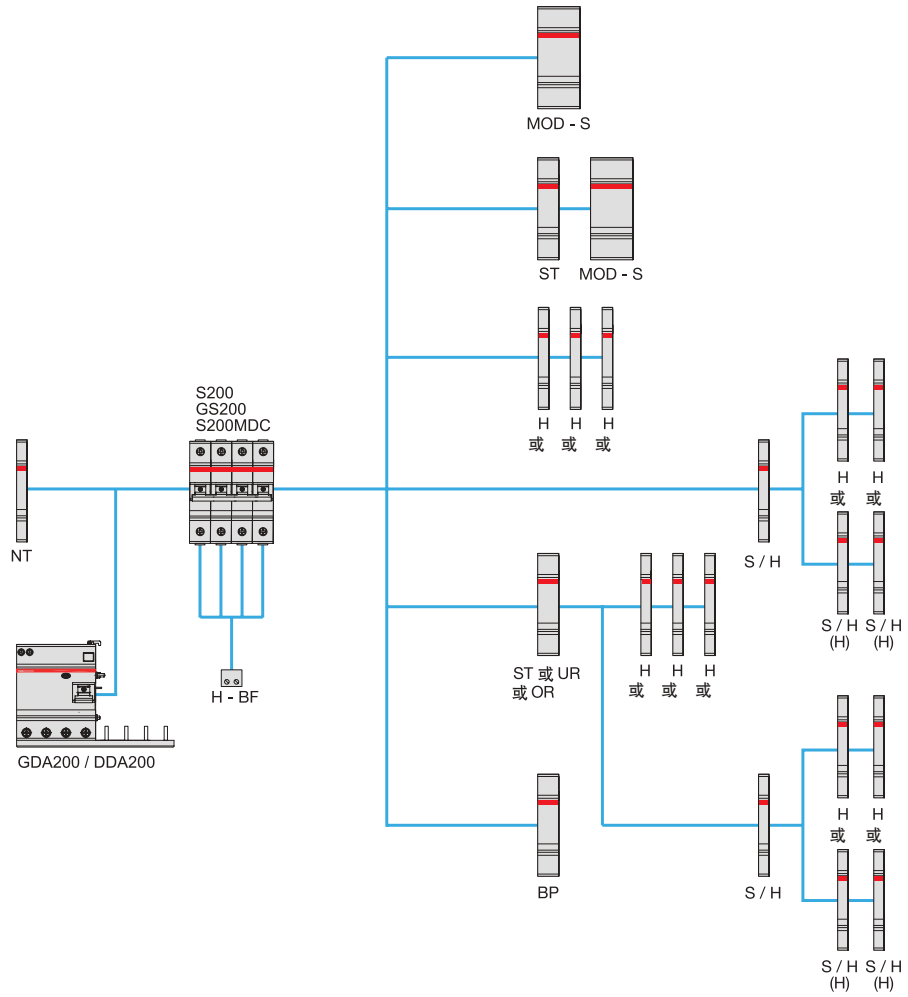 MOD - S
ST MOD - S
H H H
或 或 或
S200
GS200
S200MDC
H H
或 或
NT
S / H
S / H S / H
(H) (H)
ST 或 UR
或 OR
H H H
或 或 或
H - BF
GDA200 / DDA200
H H
或 或
BP
S / H
S / H S / H
(H) (H)